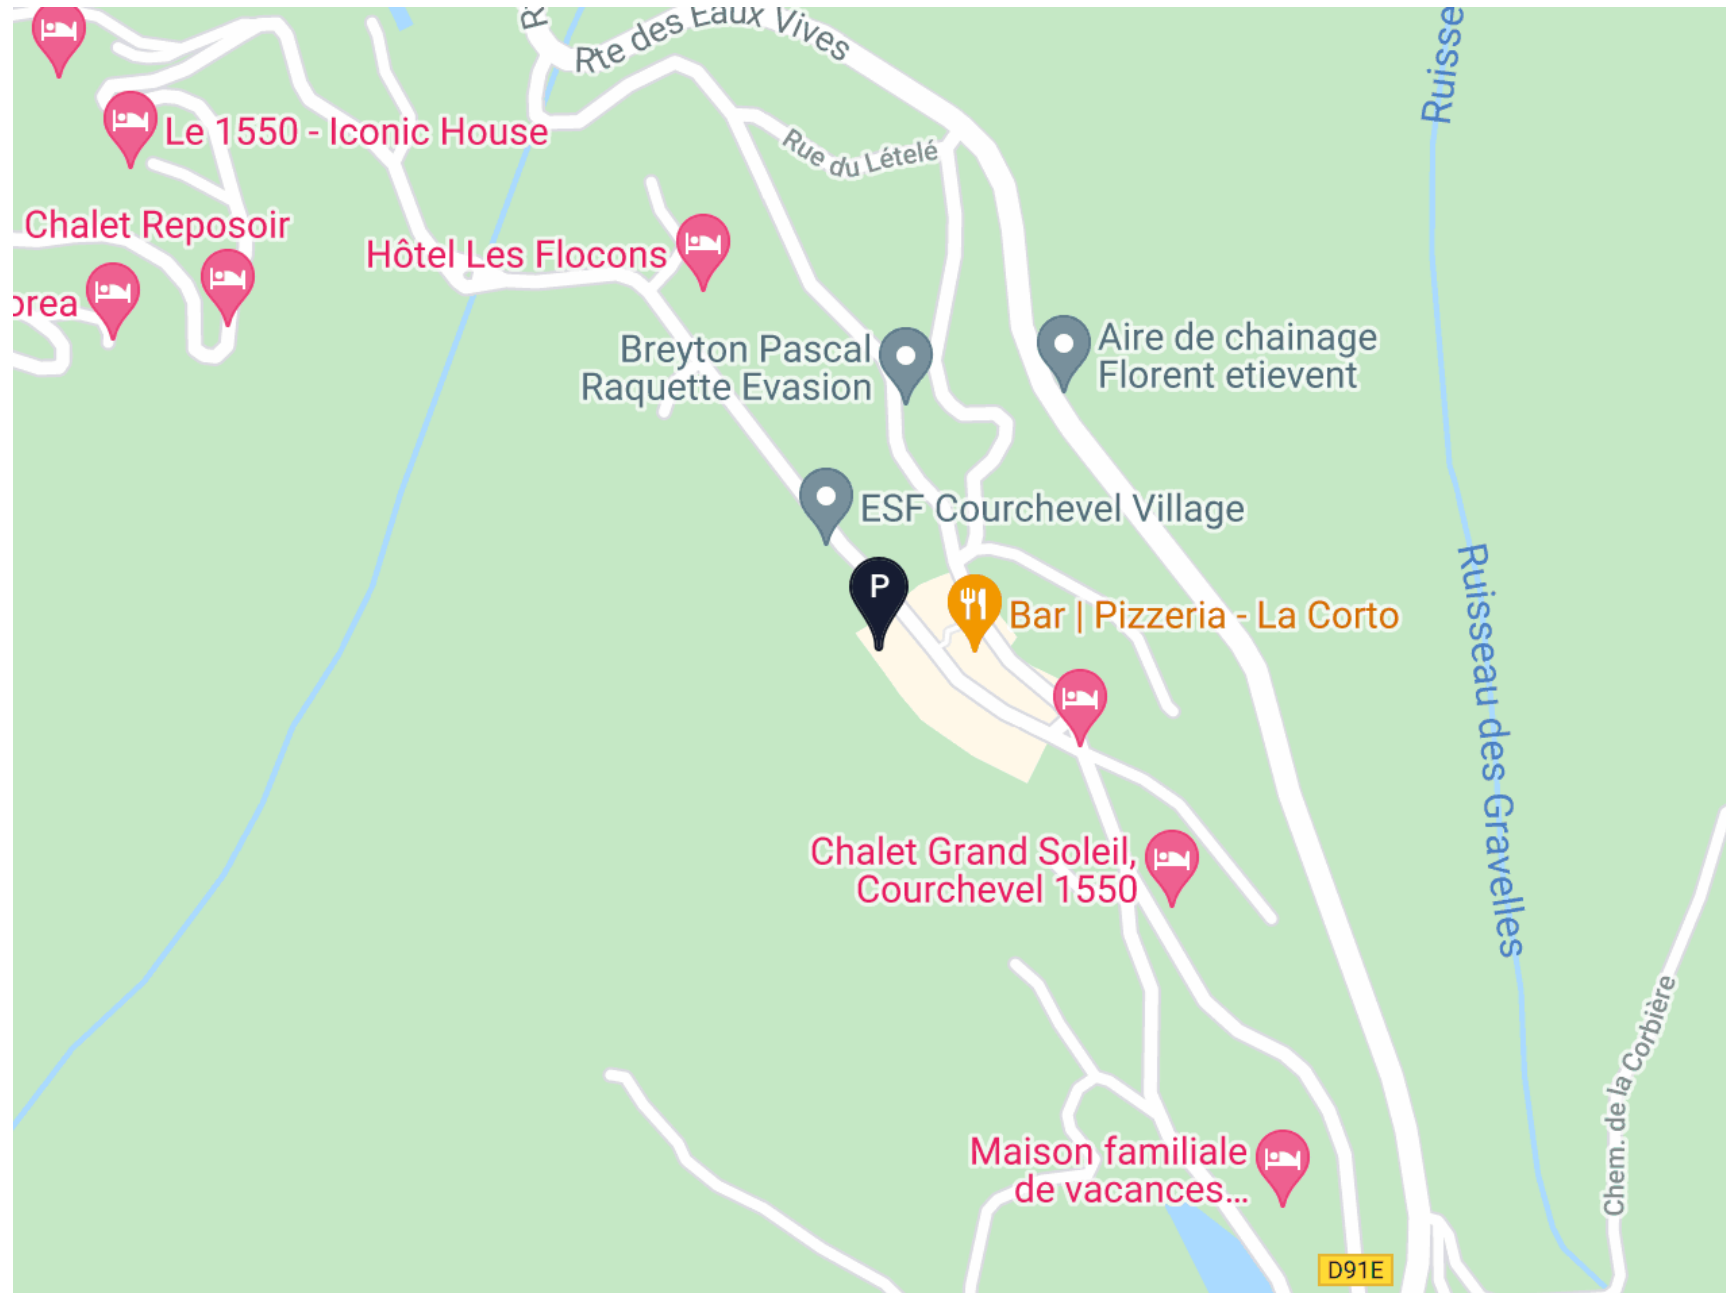 Rte des Eaux Vives
Ruisse
Le 1550 - Iconic House
Rue du Lételé
Chalet Reposoir
Hôtel Les Flocons
orea
Breyton Pascal
Raquette Evasion
Aire de chainage
Florent etievent
ESF Courchevel Village
P
Bar | Pizzeria - La Corto
Ruisseau des Gravelles
Chalet Grand Soleil,
Courchevel 1550
Chem. de la Corbière
Maison familiale
de vacances...
D91E